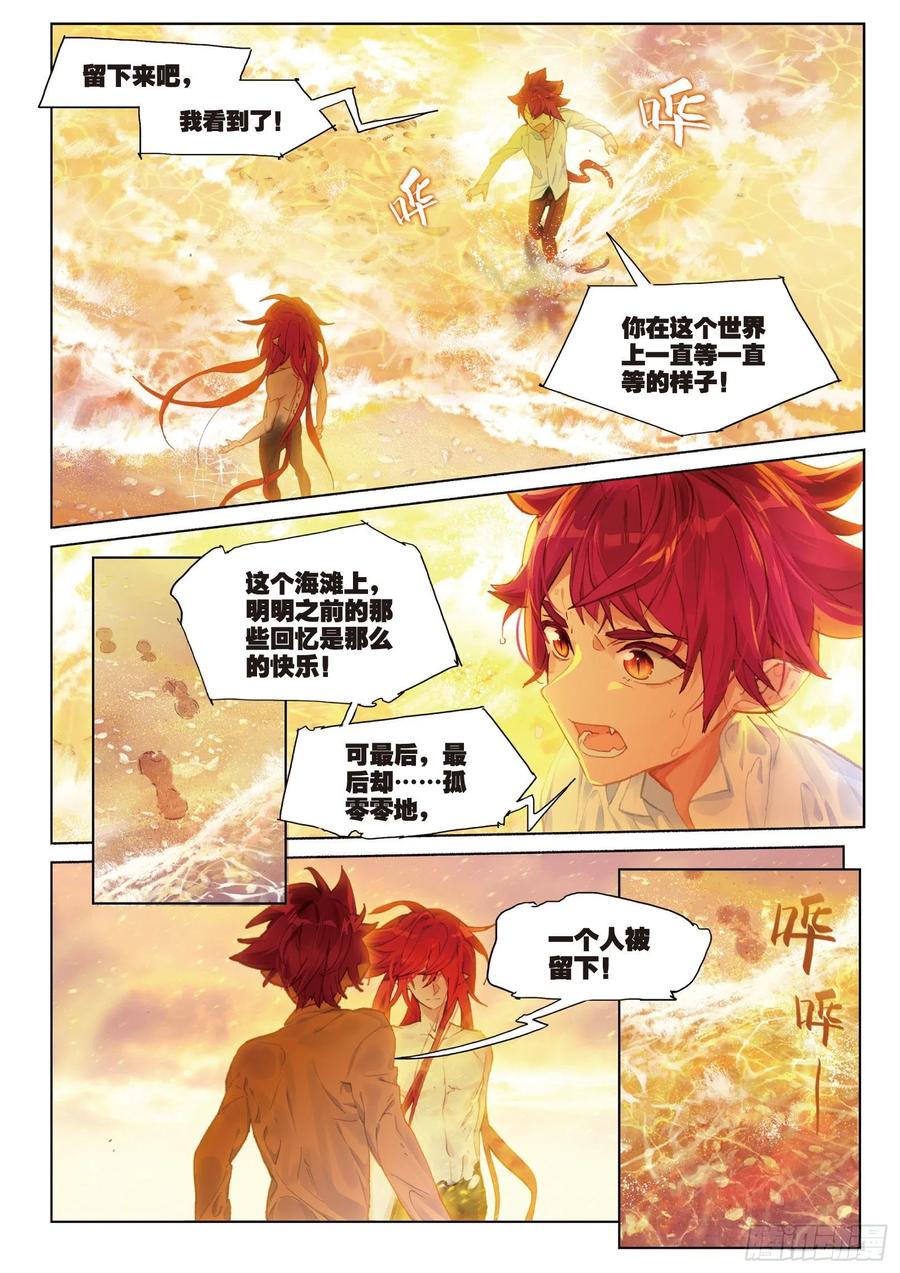 留下来吧，
我看到了！
哗
哗
你在这个世界
上一直等一直
等的样子！
这个海滩上，
明明之前的那
些回忆是那么
的快乐！
可最后，最
后却……孤
零零地，
一个人被
留下！
哗
哗
—
腾讯动漫